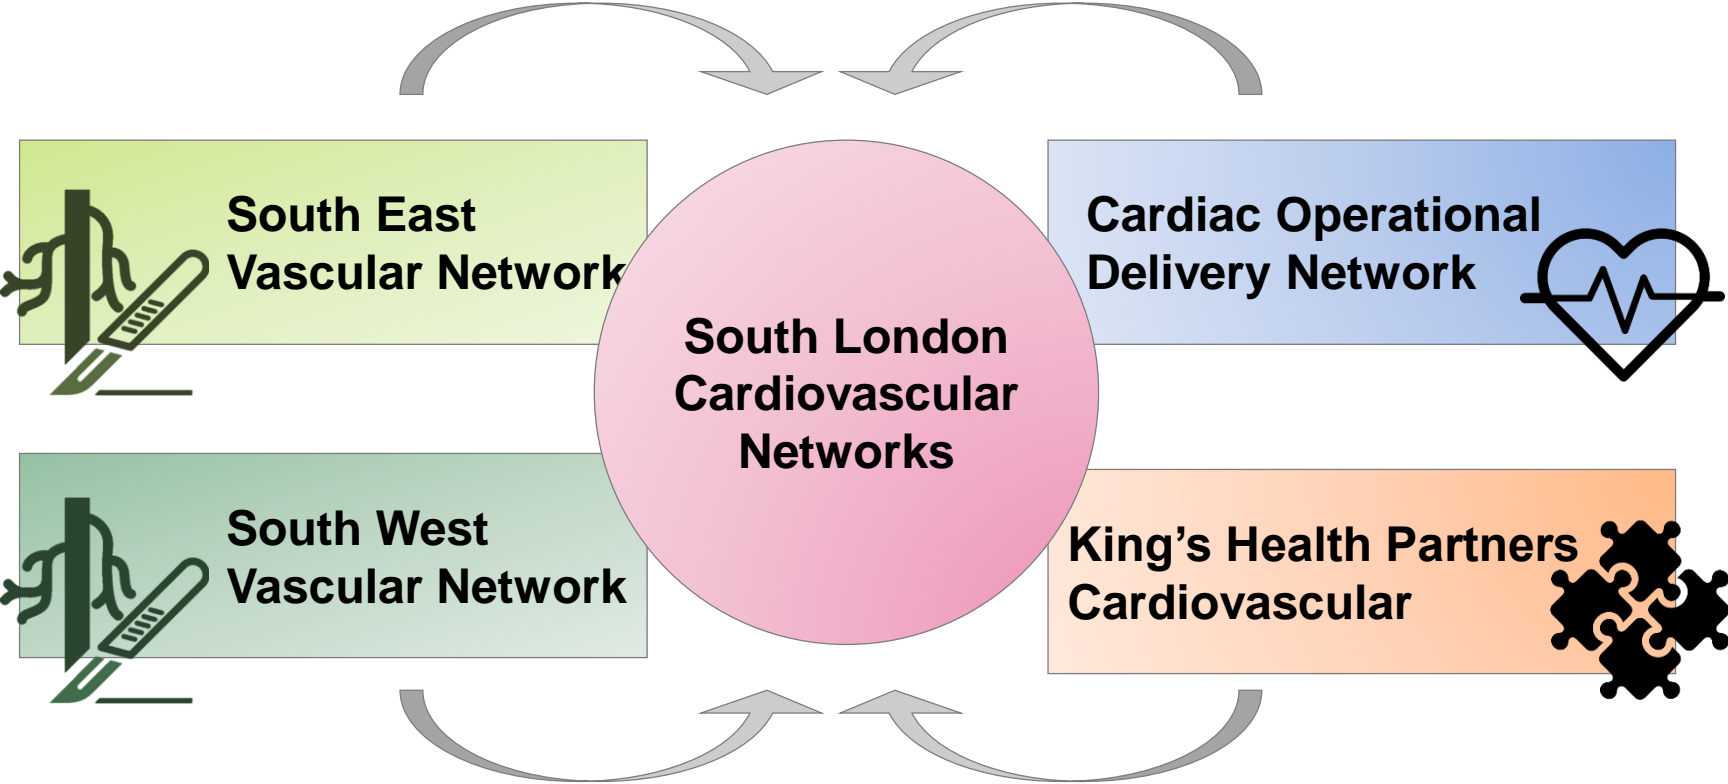 South East
Vascular Network
Cardiac Operational
Delivery Network
South London
Cardiovascular
Networks
South West
Vascular Network
King’s Health Partners
Cardiovascular